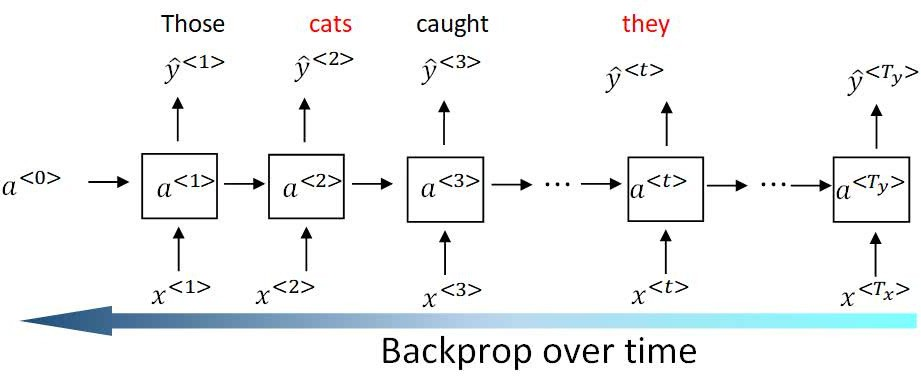 Those cats caught they
ŷ<1> ŷ<2> ŷ<3> ŷ<t> ŷ<Ty>
a<0> a<1> a<2> a<3> ... a<t> ... a<Ty>
x<1> x<2> x<3> x<t> x<Tx>
Backprop over time